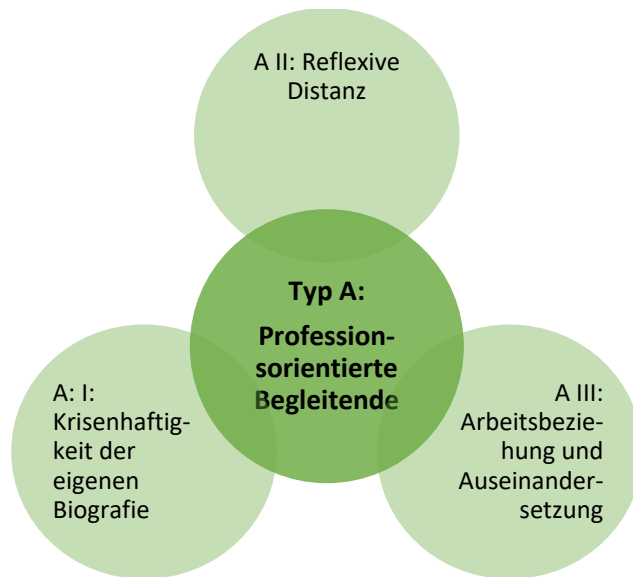 A II: Reflexive
Distanz
Typ A:
Profession-
sorientierte
Begleitende
A: I:
Krisenhaftig-
keit der
eigenen
Biografie
A III:
Arbeitsbezie-
hung und
Auseinander-
setzung